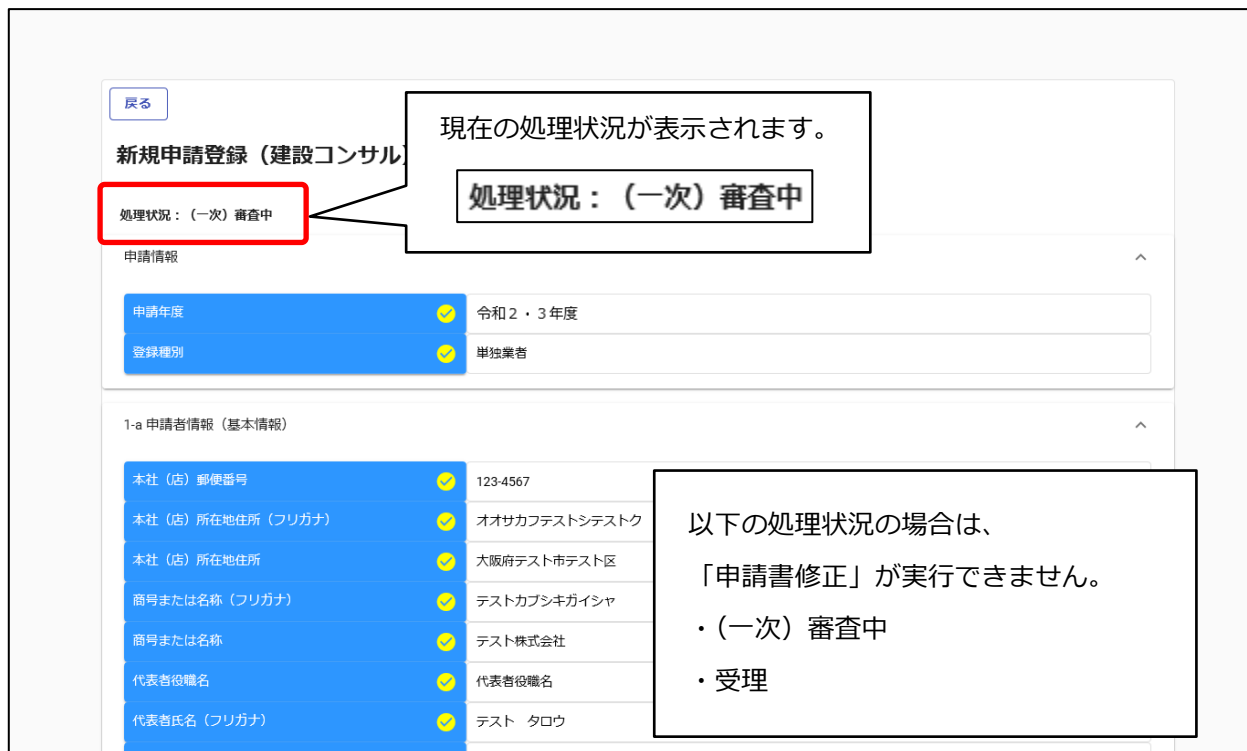 戻る
新規申請登録（建設コンサル）
処理状況：（一次）審査中
現在の処理状況が表示されます。
処理状況：（一次）審査中
申請情報
申請年度 令和２・３年度
登録種別 単独業者
1-a 申請者情報（基本情報）
本社（店）郵便番号 123-4567
本社（店）所在地住所（フリガナ） オオサカフテストシテストク
本社（店）所在地住所 大阪府テスト市テスト区
商号または名称（フリガナ） テストカブシキガイシャ
商号または名称 テスト株式会社
代表者役職名 代表者役職名
代表者氏名（フリガナ） テスト　タロウ
以下の処理状況の場合は、
「申請書修正」が実行できません。
・（一次）審査中
・受理